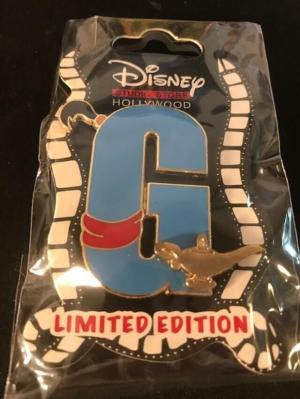 Disney
STUDIO STORE
HOLLYWOOD
G
LIMITED EDITION